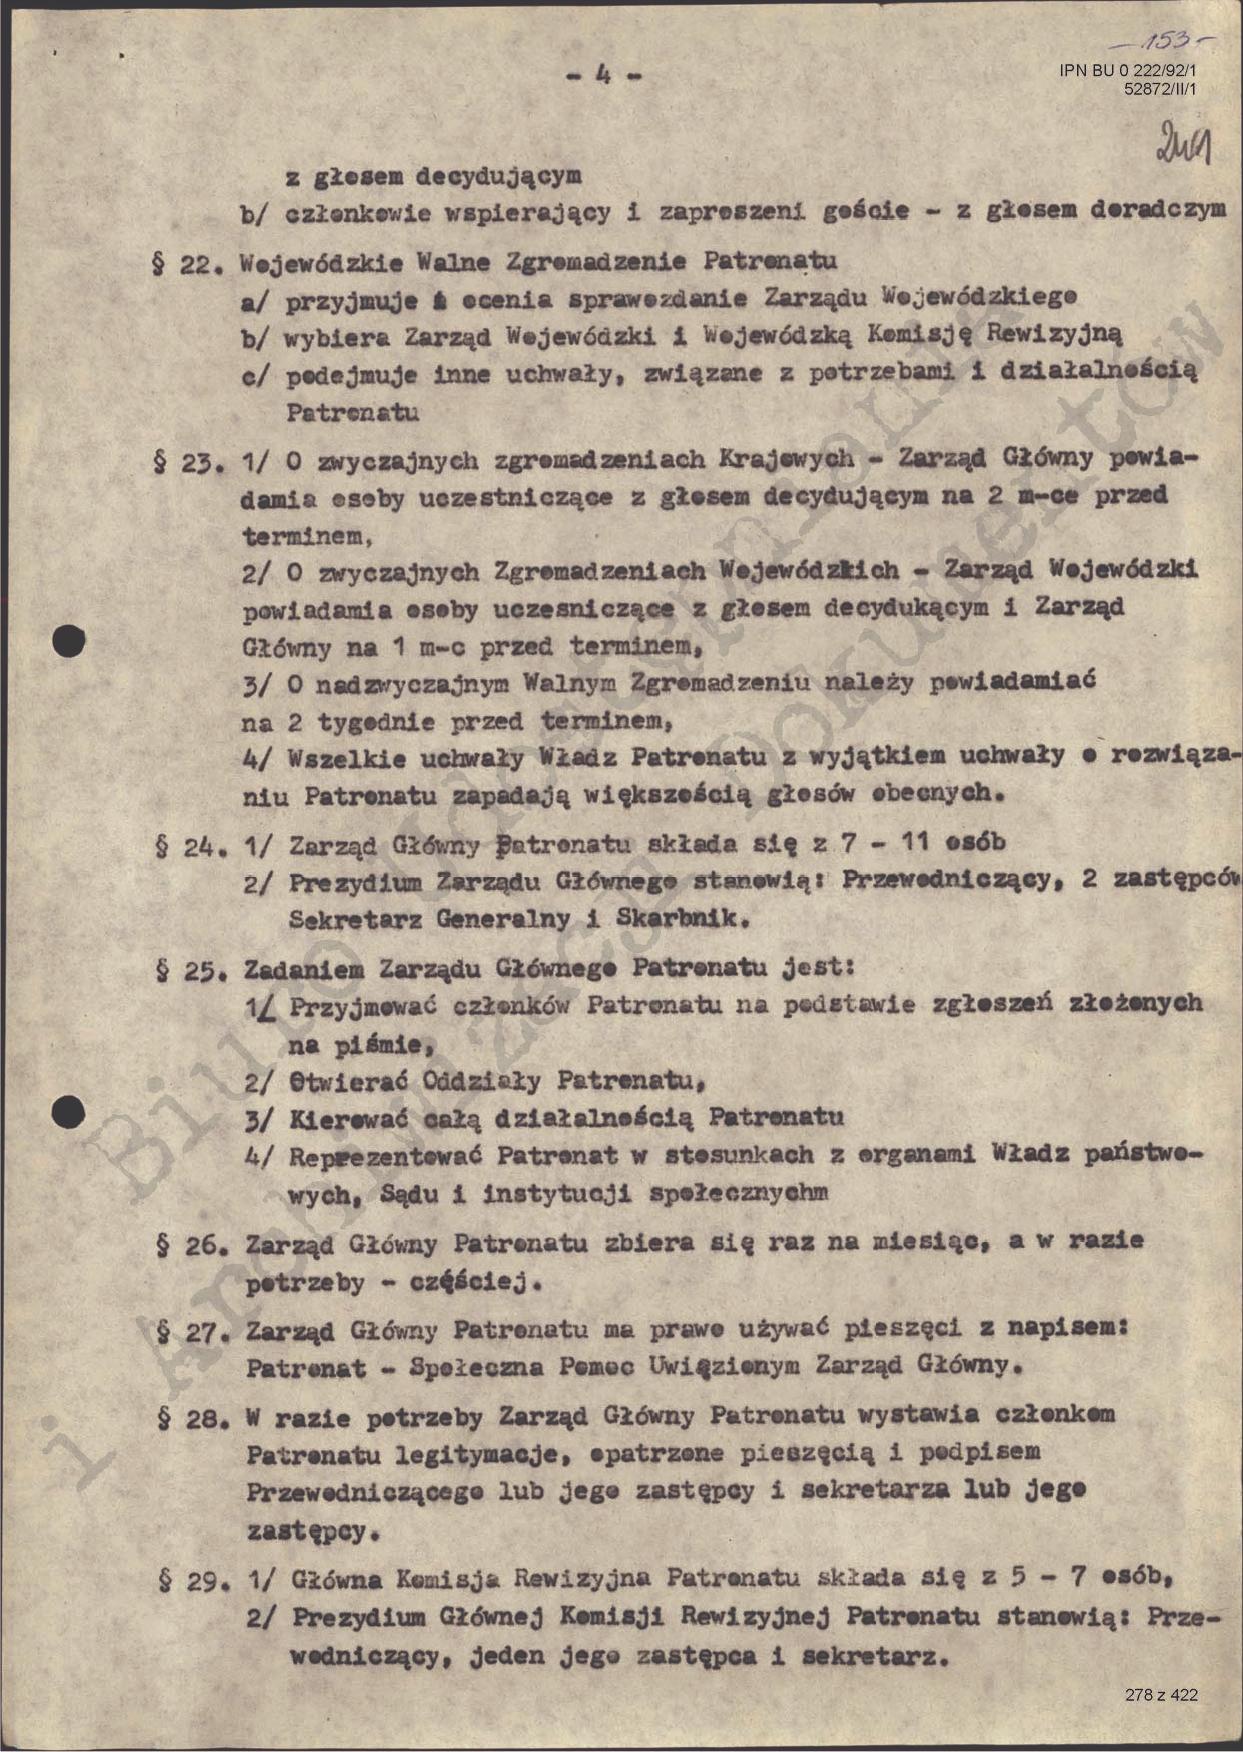 - 153 -
IPN BU 0 222/92/1
52872/II/1
- 4 -
z głosem decydującym
b/ członkowie wspierający i zaproszeni goście - z głosem doradczym
§ 22. Wojewódzkie Walne Zgromadzenie Patronatu
a/ przyjmuje i ocenia sprawozdanie Zarządu Wojewódzkiego
b/ wybiera Zarząd Wojewódzki i Wojewódzką Komisję Rewizyjną
c/ podejmuje inne uchwały, związane z potrzebami i działalnością
Patronatu
§ 23. 1/ O zwyczajnych zgromadzeniach Krajowych - Zarząd Główny powia-
damia osoby uczestniczące z głosem decydującym na 2 m-ce przed
terminem,
2/ O zwyczajnych Zgromadzeniach Wojewódzkich - Zarząd Wojewódzki
powiadamia osoby uczesniczące z głosem decydukącym i Zarząd
Główny na 1 m-c przed terminem,
3/ O nadzwyczajnym Walnym Zgromadzeniu należy powiadamiać
na 2 tygodnie przed terminem,
4/ Wszelkie uchwały Władz Patronatu z wyjątkiem uchwały o rozwiąza-
niu Patronatu zapadają większością głosów obecnych.
§ 24. 1/ Zarząd Główny Patronatu składa się z 7 - 11 osób
2/ Prezydium Zarządu Głównego stanowią: Przewodniczący, 2 zastępców
Sekretarz Generalny i Skarbnik.
§ 25. Zadaniem Zarządu Głównego Patronatu jest:
1/ Przyjmować członków Patronatu na podstawie zgłoszeń złożonych
na piśmie,
2/ Otwierać Oddziały Patronatu,
3/ Kierować całą działalnością Patronatu
4/ Reprezentować Patronat w stosunkach z organami Władz państwo-
wych, Sądu i instytucji społecznychm
§ 26. Zarząd Główny Patronatu zbiera się raz na miesiąc, a w razie
potrzeby - częściej.
§ 27. Zarząd Główny Patronatu ma prawo używać pieszęci z napisem:
Patronat - Społeczna Pomoc Uwięzionym Zarząd Główny.
§ 28. W razie potrzeby Zarząd Główny Patronatu wystawia członkom
Patronatu legitymacje, opatrzone pieszęcią i podpisem
Przewodniczącego lub jego zastępcy i sekretarza lub jego
zastępcy.
§ 29. 1/ Główna Komisja Rewizyjna Patronatu składa się z 5 - 7 osób,
2/ Prezydium Głównej Komisji Rewizyjnej Patronatu stanowią: Prze-
wodniczący, jeden jego zastępca i sekretarz.
278 z 422